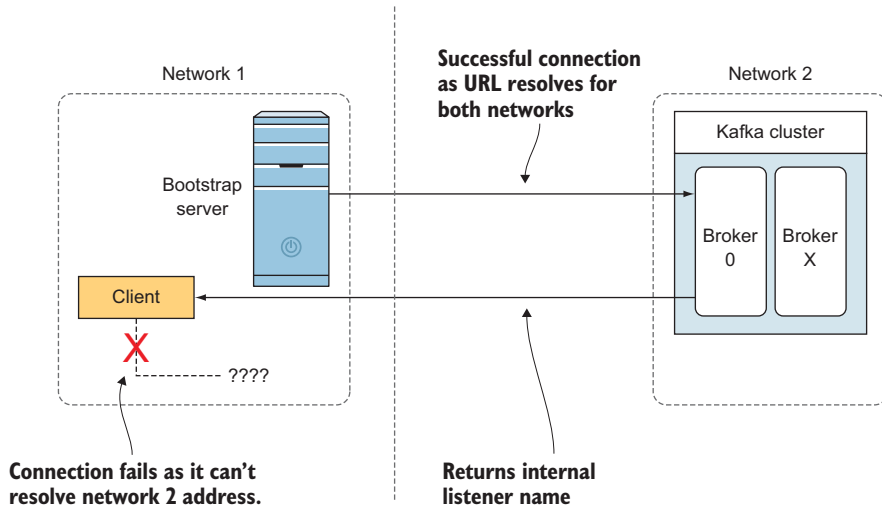 Network 1
Successful connection
as URL resolves for
both networks
Network 2
Kafka cluster
Bootstrap
server
Broker
0
Broker
X
Client
X
????
Connection fails as it can’t
resolve network 2 address.
Returns internal
listener name